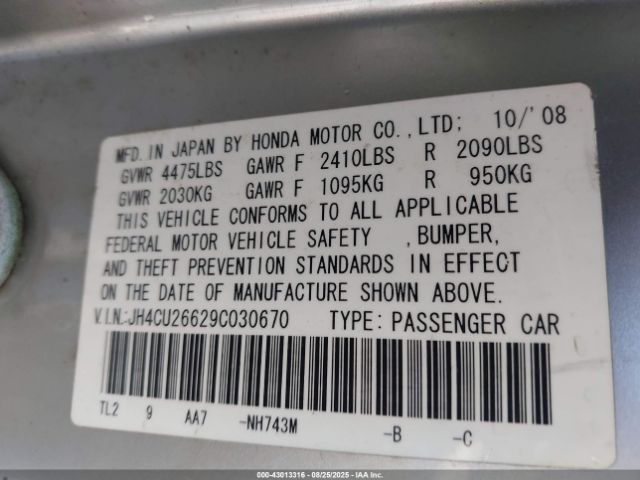 MFD. IN JAPAN BY HONDA MOTOR CO.,LTD; 10/'08
GVWR 4475LBS GAWR F 2410LBS R 2090LBS
GVWR 2030KG GAWR F 1095KG R 950KG
THIS VEHICLE CONFORMS TO ALL APPLICABLE
FEDERAL MOTOR VEHICLE SAFETY ,BUMPER,
AND THEFT PREVENTION STANDARDS IN EFFECT
ON THE DATE OF MANUFACTURE SHOWN ABOVE.
V.I.N.:JH4CU26629C030670 TYPE: PASSENGER CAR
TL2 9 AA7 -NH743M -B -C
000-43013316 - 08/25/2025 - IAAI.COM